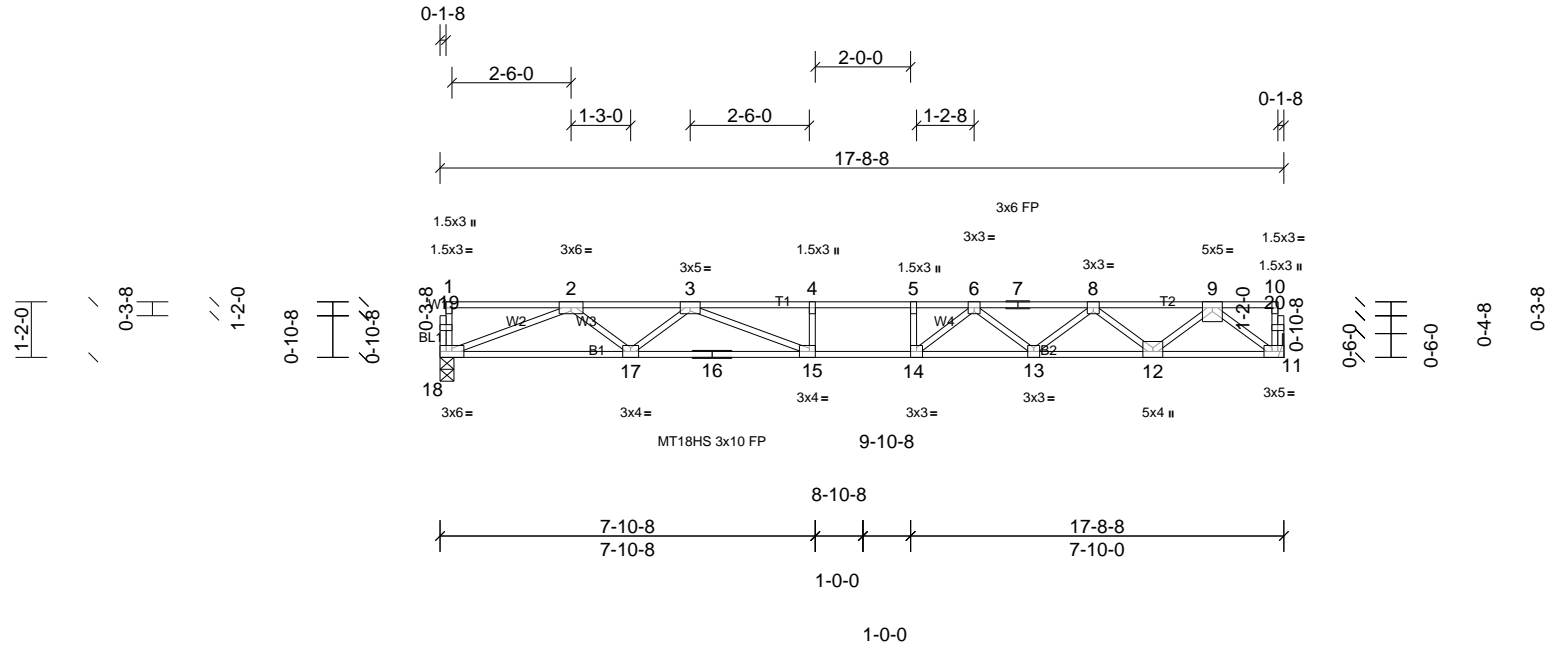 0-1-8
2-0-0
2-6-0
0-1-8
1-3-0 2-6-0 1-2-8
17-8-8
3x6 FP
1.5x3 II
3x3 = 1.5x3 =
1.5x3 = 3x6 = 1.5x3 II 5x5 =
3x5 = 1.5x3 II 3x3 = 1.5x3 II
1 2 3 4 5 6 7 8 9 10
W1 19 T1 T2 20
1-2-0 0-3-8 1-2-0 0-10-8 0-10-8 0-3-8 1-2-0 0-10-8 0-6-0 0-6-0 0-4-8 0-3-8
W2 W3 W4
BL1
B1 B2
18 17 16 15 14 13 12 11
3x4 = 3x3 = 3x5 =
3x6 = 3x4 = 3x3 = 5x4 II
MT18HS 3x10 FP 9-10-8
8-10-8
7-10-8 17-8-8
7-10-8 7-10-0
1-0-0
1-0-0